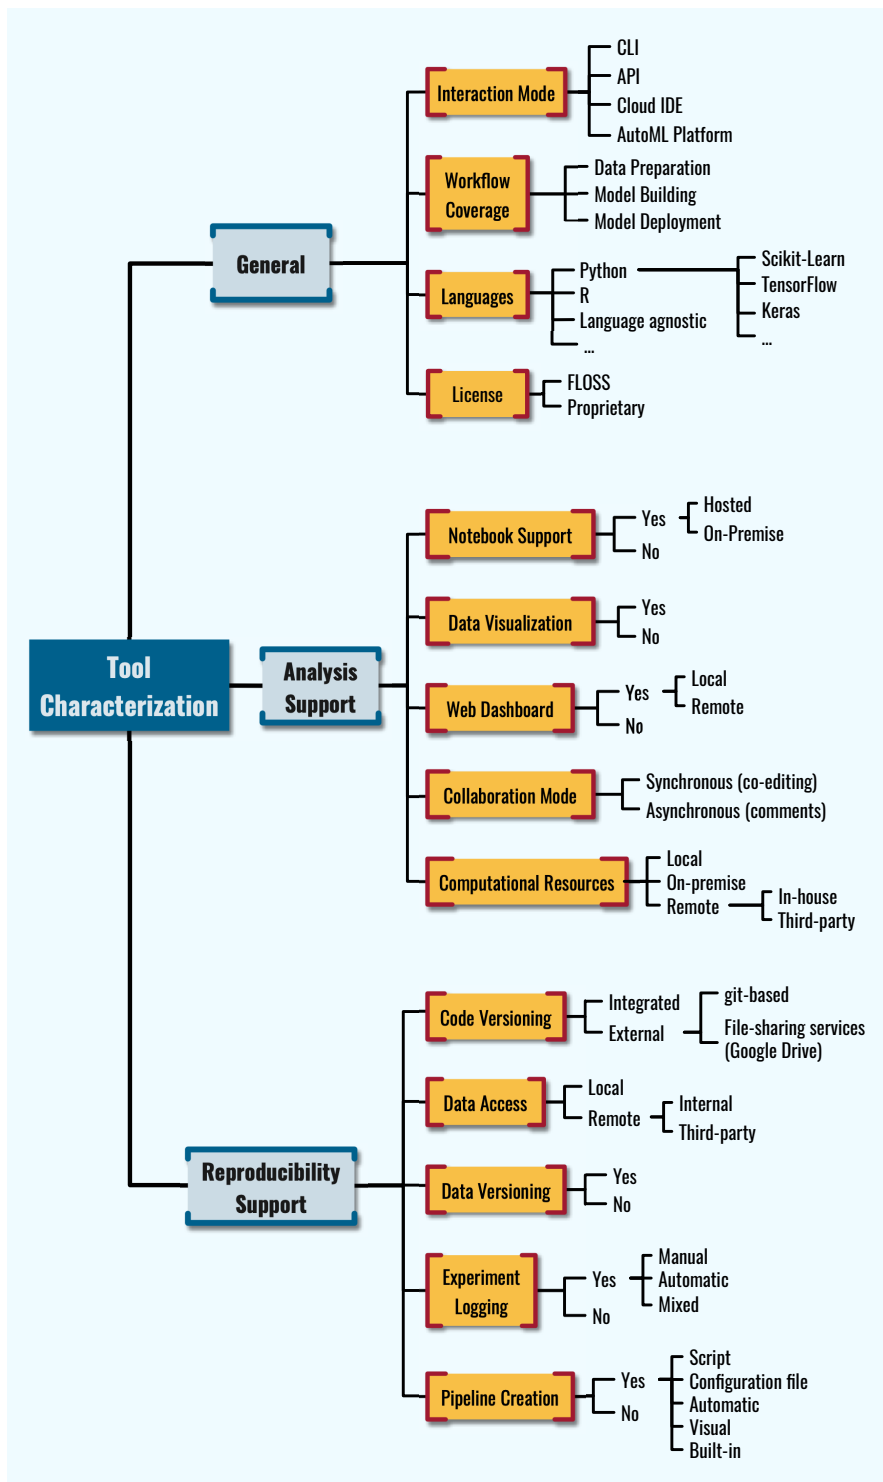 Tool
Characterization
General
Interaction Mode
CLI
API
Cloud IDE
AutoML Platform
Workflow
Coverage
Data Preparation
Model Building
Model Deployment
Languages
Python
Scikit-Learn
TensorFlow
Keras
...
R
Language agnostic
...
License
FLOSS
Proprietary
Analysis
Support
Notebook Support
Yes
Hosted
On-Premise
No
Data Visualization
Yes
No
Web Dashboard
Yes
Local
Remote
No
Collaboration Mode
Synchronous (co-editing)
Asynchronous (comments)
Computational Resources
Local
On-premise
Remote
In-house
Third-party
Reproducibility
Support
Code Versioning
Integrated
External
git-based
File-sharing services
(Google Drive)
Data Access
Local
Remote
Internal
Third-party
Data Versioning
Yes
No
Experiment
Logging
Yes
Manual
Automatic
Mixed
No
Pipeline Creation
Yes
Script
Configuration file
Automatic
Visual
Built-in
No